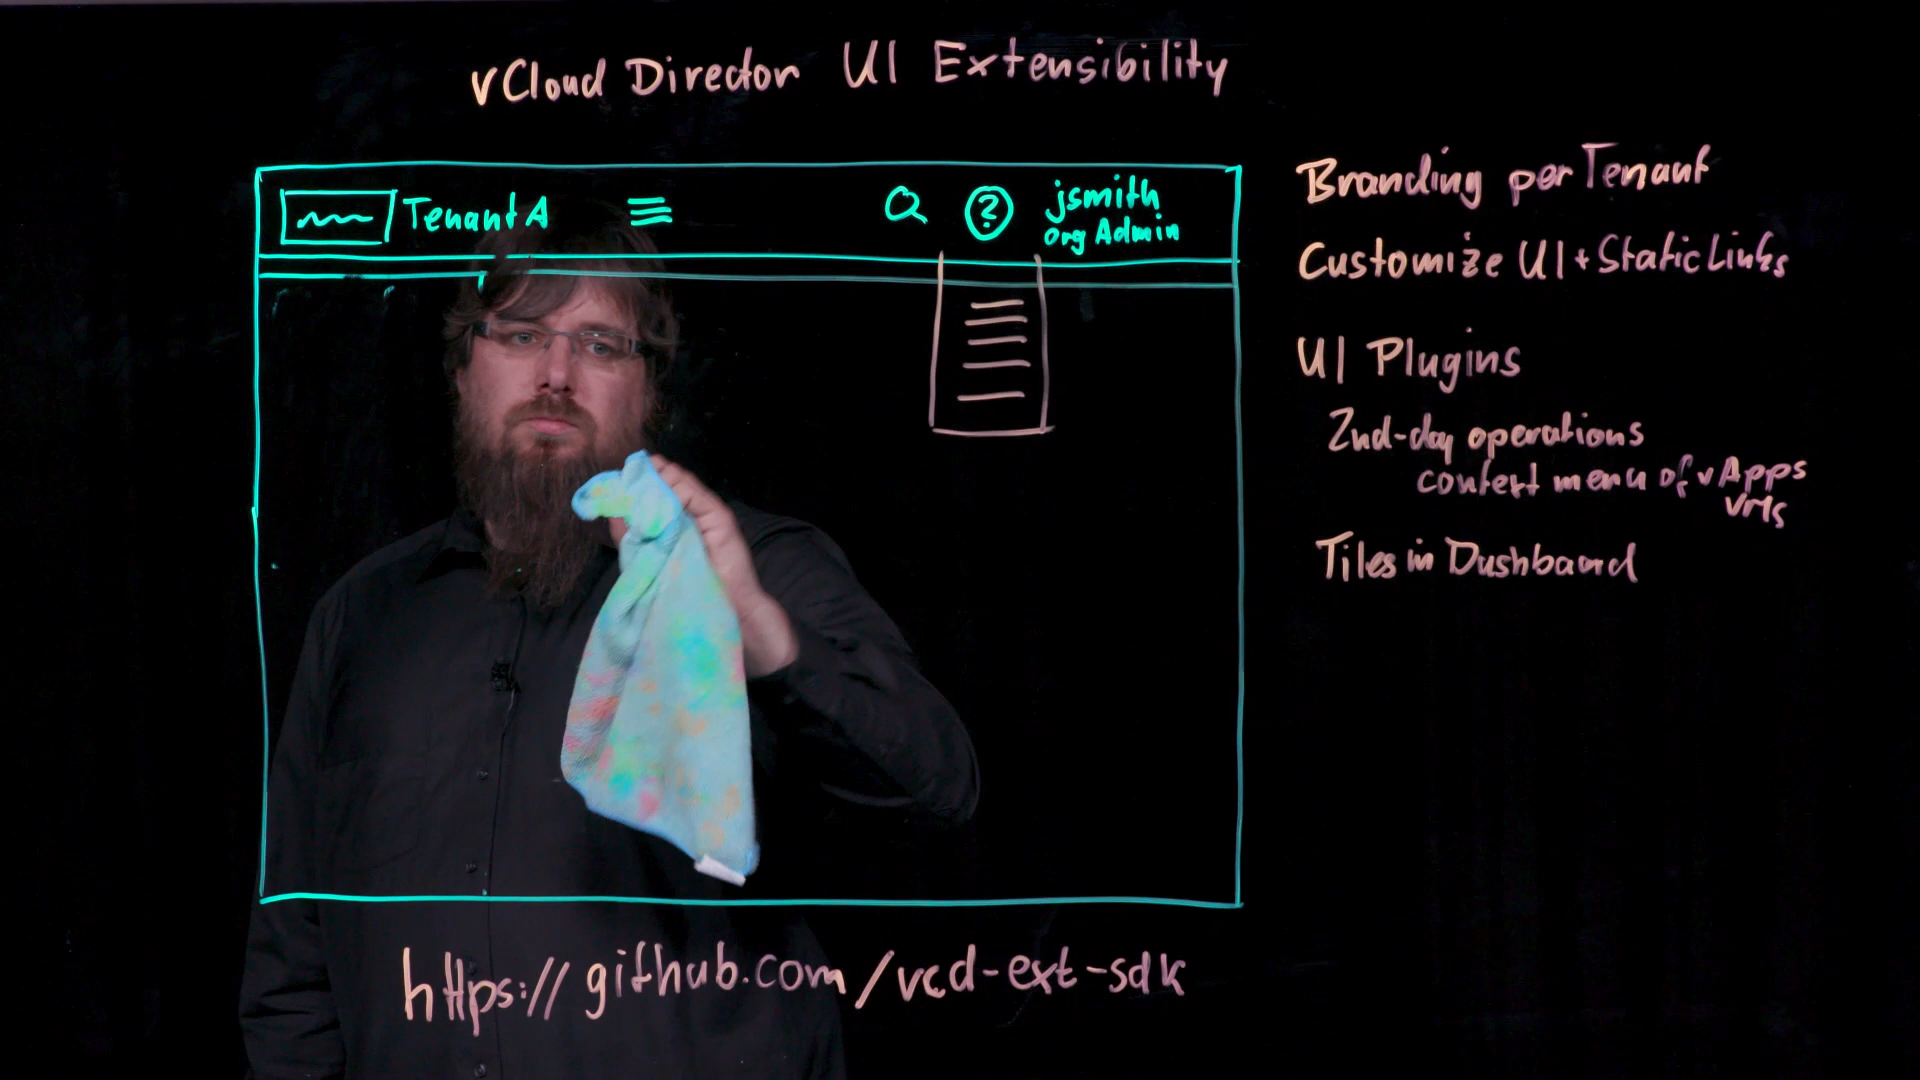 vCloud Director UI Extensibility
Tenant A
?
jsmith
Org Admin
Branding per Tenant
Customize UI + Static Links
UI Plugins
2nd-day operations
context menu of vApps
VMs
Tiles in Dashboard
https://github.com/vcd-ext-sdk